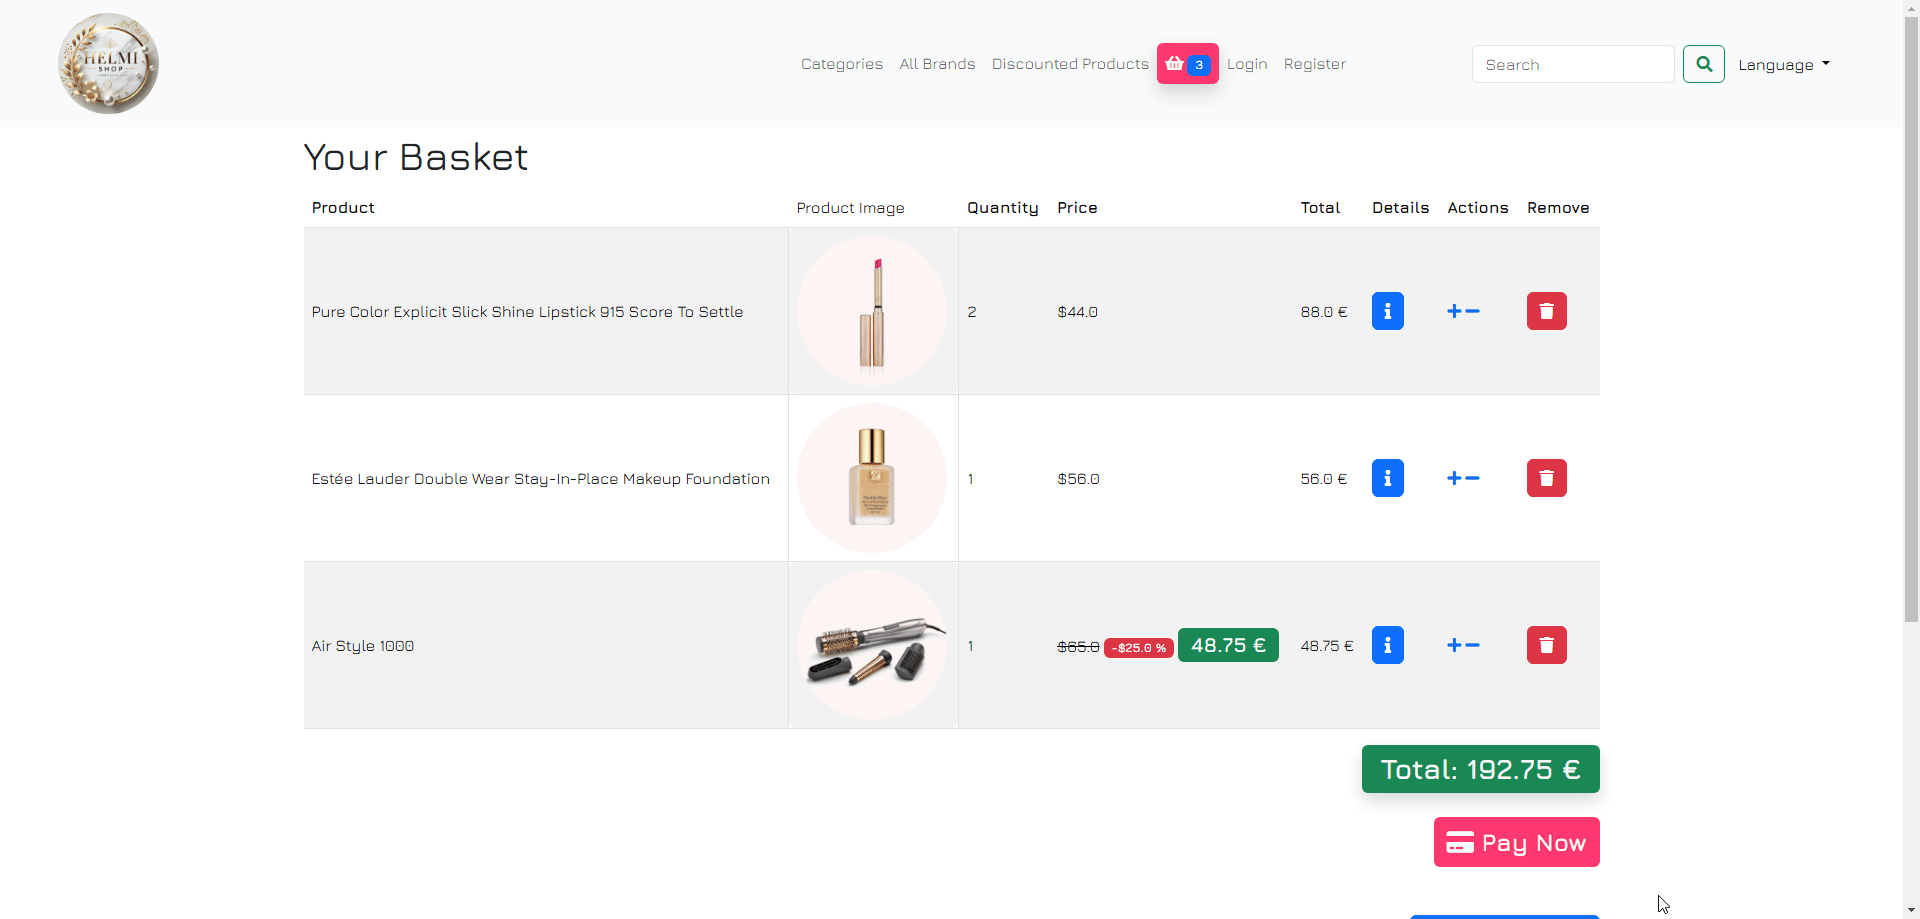 HELMI
SHOP
Categories All Brands Discounted Products 3 Login Register Search Language
Your Basket
Product Product Image Quantity Price Total Details Actions Remove
Pure Color Explicit Slick Shine Lipstick 915 Score To Settle 2 $44.0 88.0 €
Estée Lauder Double Wear Stay-In-Place Makeup Foundation 1 $56.0 56.0 €
Air Style 1000 1 $65.0 -$25.0 % 48.75 € 48.75 €
Total: 192.75 €
Pay Now